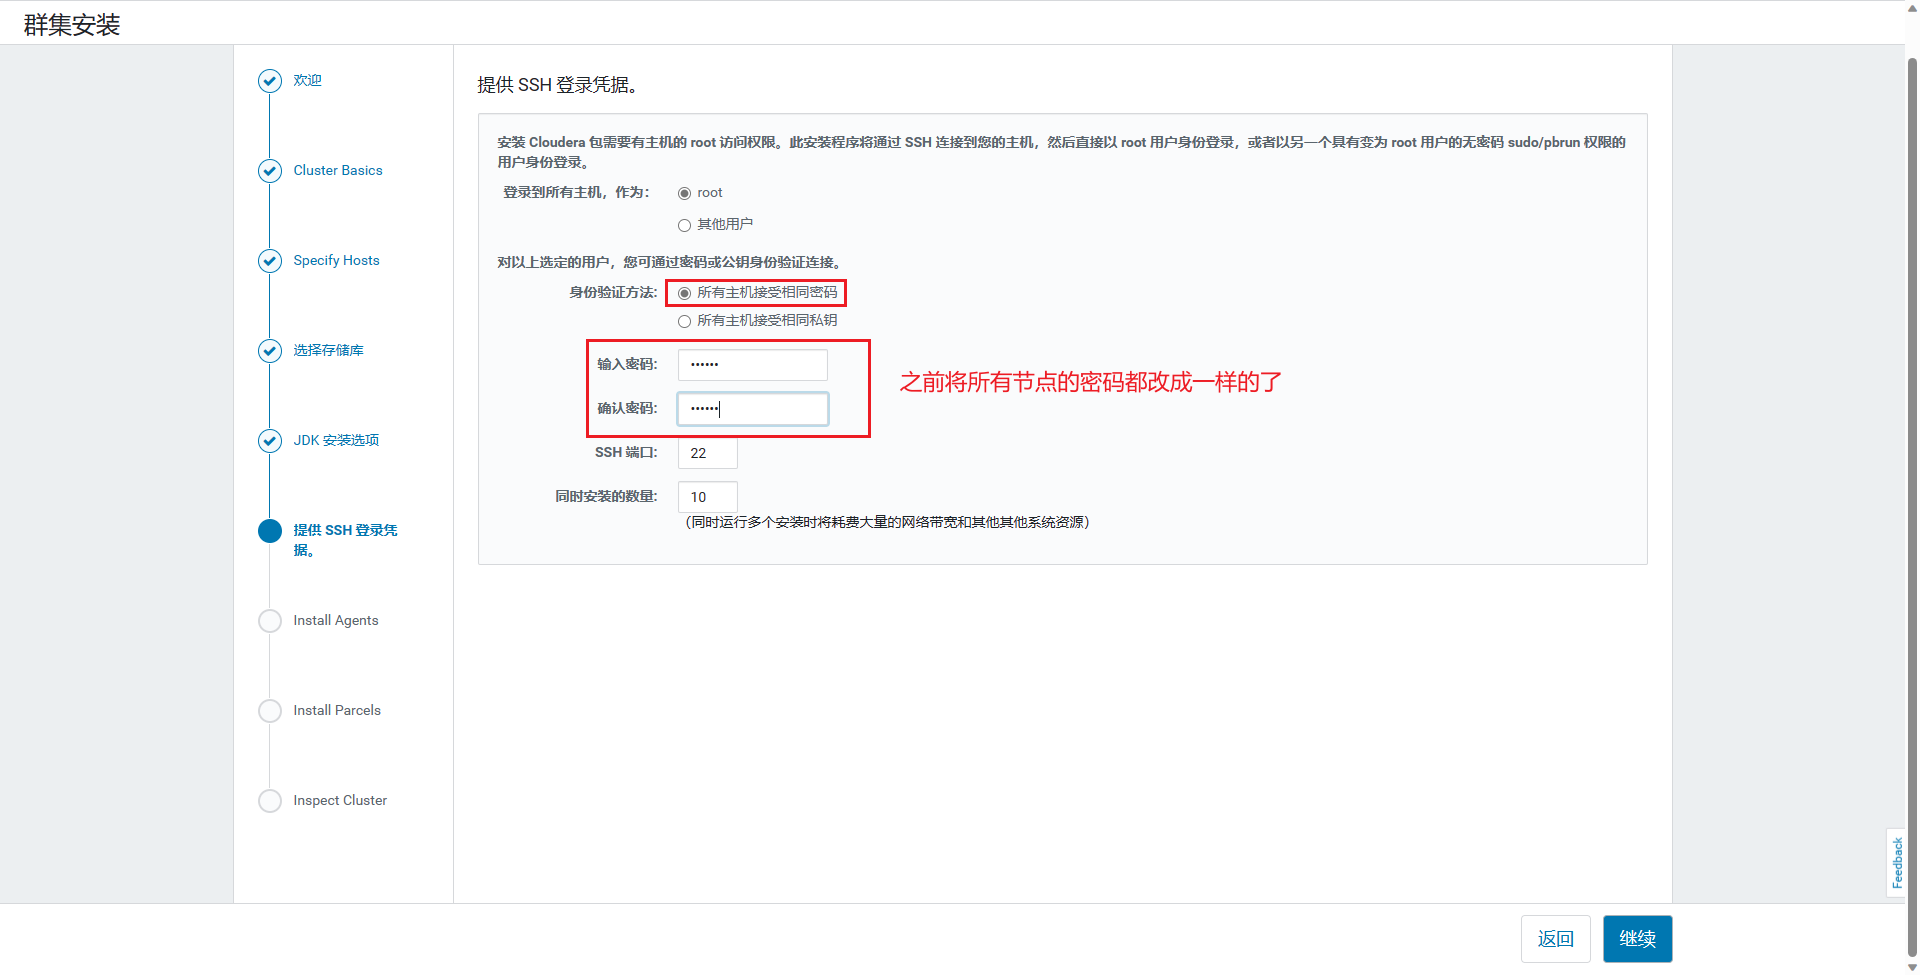 群集安装
欢迎
Cluster Basics
Specify Hosts
选择存储库
JDK 安装选项
提供 SSH 登录凭
据。
Install Agents
Install Parcels
Inspect Cluster
提供 SSH 登录凭据。
安装 Cloudera 包需要有主机的 root 访问权限。此安装程序将通过 SSH 连接到您的主机，然后直接以 root 用户身份登录，或者以另一个具有变为 root 用户的无密码 sudo/pbrun 权限的
用户身份登录。
登录到所有主机，作为： root
其他用户
对以上选定的用户，您可通过密码或公钥身份验证连接。
身份验证方法: 所有主机接受相同密码
所有主机接受相同私钥
输入密码: ••••••
之前将所有节点的密码都改成一样的了
确认密码: ••••••
SSH 端口: 22
同时安装的数量: 10
（同时运行多个安装时将耗费大量的网络带宽和其他其他系统资源）
Feedback
返回 继续